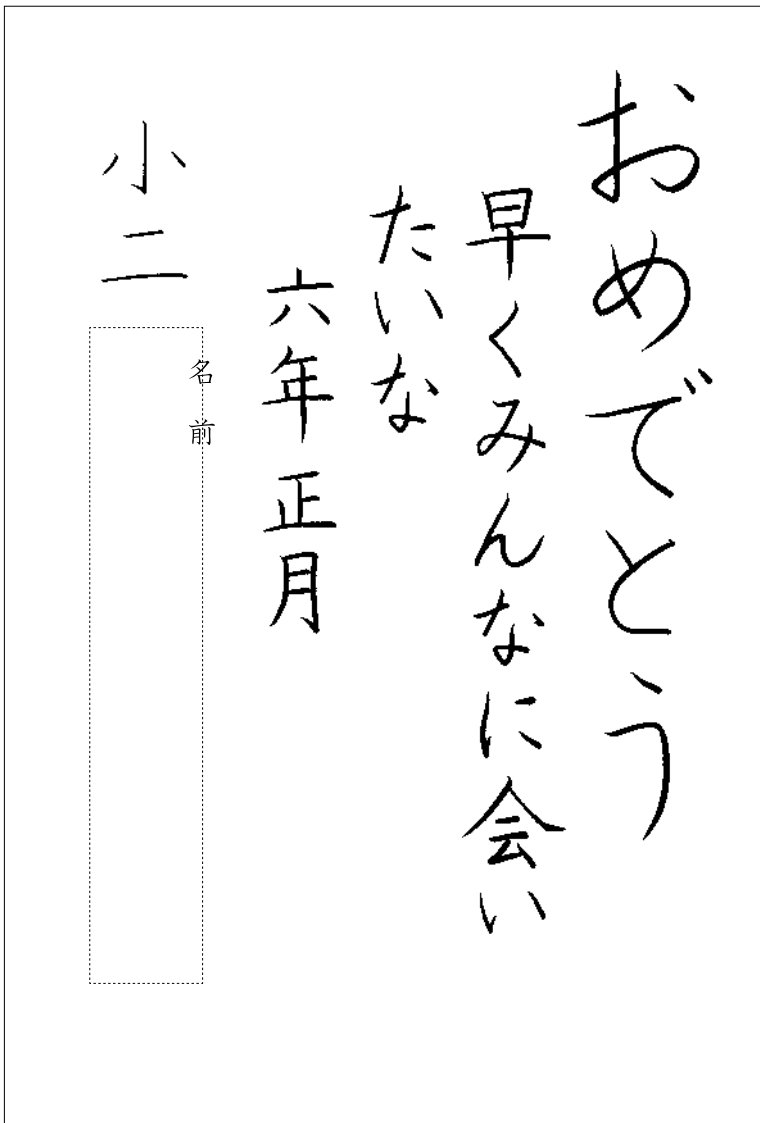 おめでとう
早くみんなに会い
たいな
六年正月
小二
名前